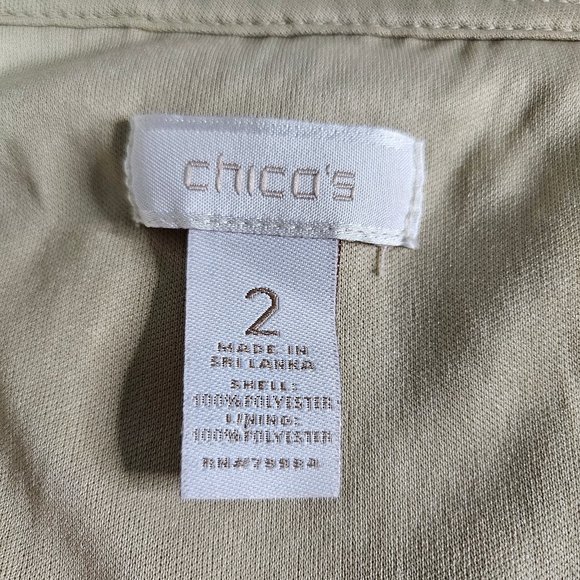 chico's
2
MADE IN
SRI LANKA
SHELL:
100% POLYESTER
LINING:
100% POLYESTER
RN#79984